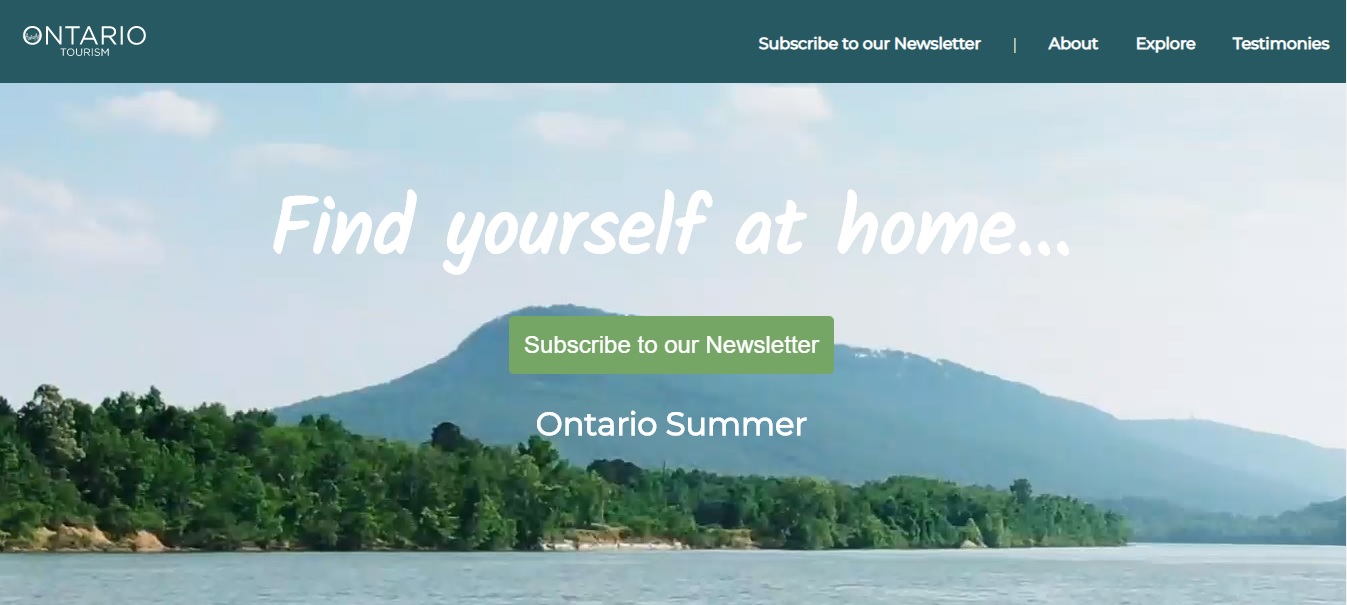 ONTARIO
TOURISM
Subscribe to our Newsletter | About Explore Testimonies
Find yourself at home...
Subscribe to our Newsletter
Ontario Summer